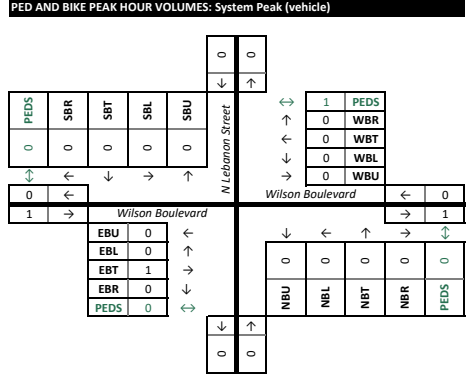 PED AND BIKE PEAK HOUR VOLUMES: System Peak (vehicle)
0 0
↓ ↑
PEDS SBR SBT SBL SBU
0 0 0 0 0
↕ ← ↓ → ↑
N Lebanon Street
↔ 1 PEDS
↑ 0 WBR
← 0 WBT
↓ 0 WBL
→ 0 WBU
0 ←
Wilson Boulevard
← 0
1 →
Wilson Boulevard
→ 1
EBU 0 ←
EBL 0 ↑
EBT 1 →
EBR 0 ↓
PEDS 0 ↔
↓ ← ↑ → ↕
0 0 0 0 0
NBU NBL NBT NBR PEDS
↓ ↑
0 0